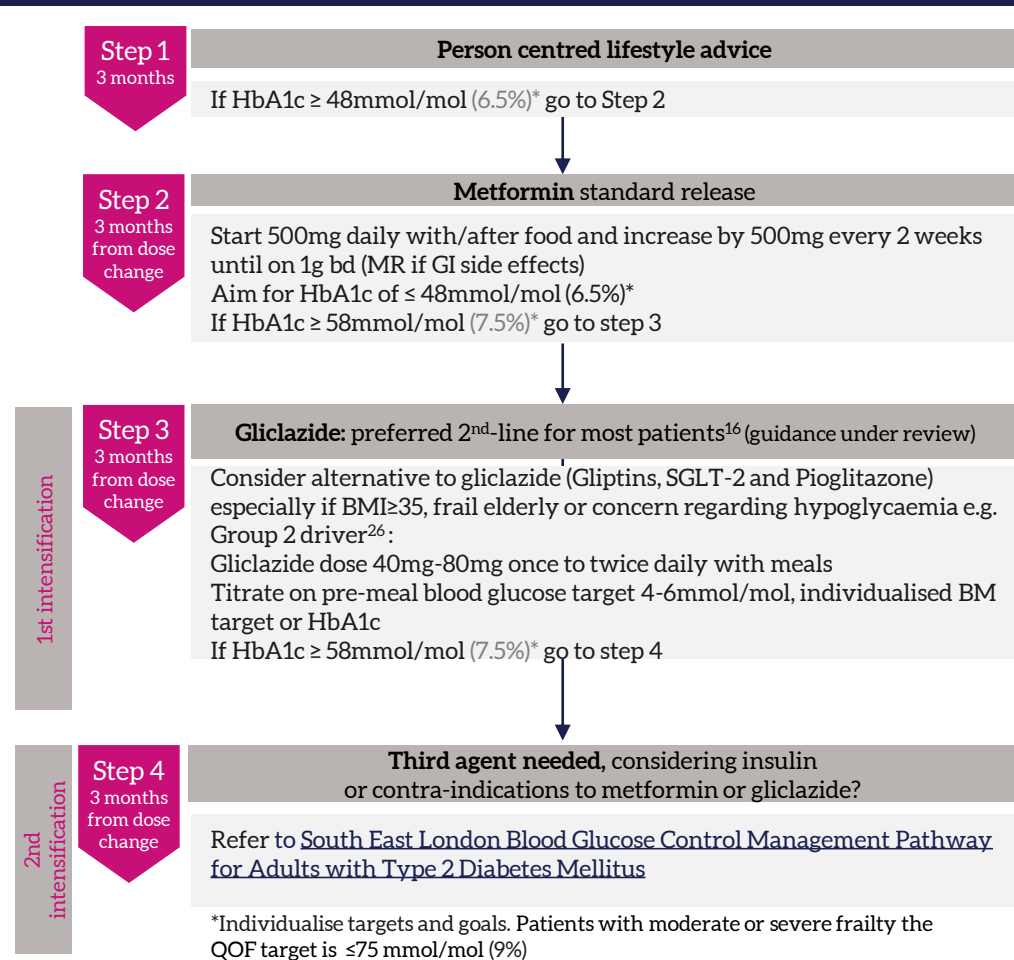 Step 1
3 months
Person centred lifestyle advice
If HbA1c ≥ 48mmol/mol (6.5%)* go to Step 2
Step 2
3 months
from dose
change
Metformin standard release
Start 500mg daily with/after food and increase by 500mg every 2 weeks
until on 1g bd (MR if GI side effects)
Aim for HbA1c of ≤ 48mmol/mol (6.5%)*
If HbA1c ≥ 58mmol/mol (7.5%)* go to step 3
1st intensification
Step 3
3 months
from dose
change
Gliclazide: preferred 2nd-line for most patients16 (guidance under review)
Consider alternative to gliclazide (Gliptins, SGLT-2 and Pioglitazone)
especially if BMI≥35, frail elderly or concern regarding hypoglycaemia e.g.
Group 2 driver26:
Gliclazide dose 40mg-80mg once to twice daily with meals
Titrate on pre-meal blood glucose target 4-6mmol/mol, individualised BM
target or HbA1c
If HbA1c ≥ 58mmol/mol (7.5%)* go to step 4
2nd
intensification
Step 4
3 months
from dose
change
Third agent needed, considering insulin
or contra-indications to metformin or gliclazide?
Refer to South East London Blood Glucose Control Management Pathway
for Adults with Type 2 Diabetes Mellitus
*Individualise targets and goals. Patients with moderate or severe frailty the
QOF target is ≤75 mmol/mol (9%)